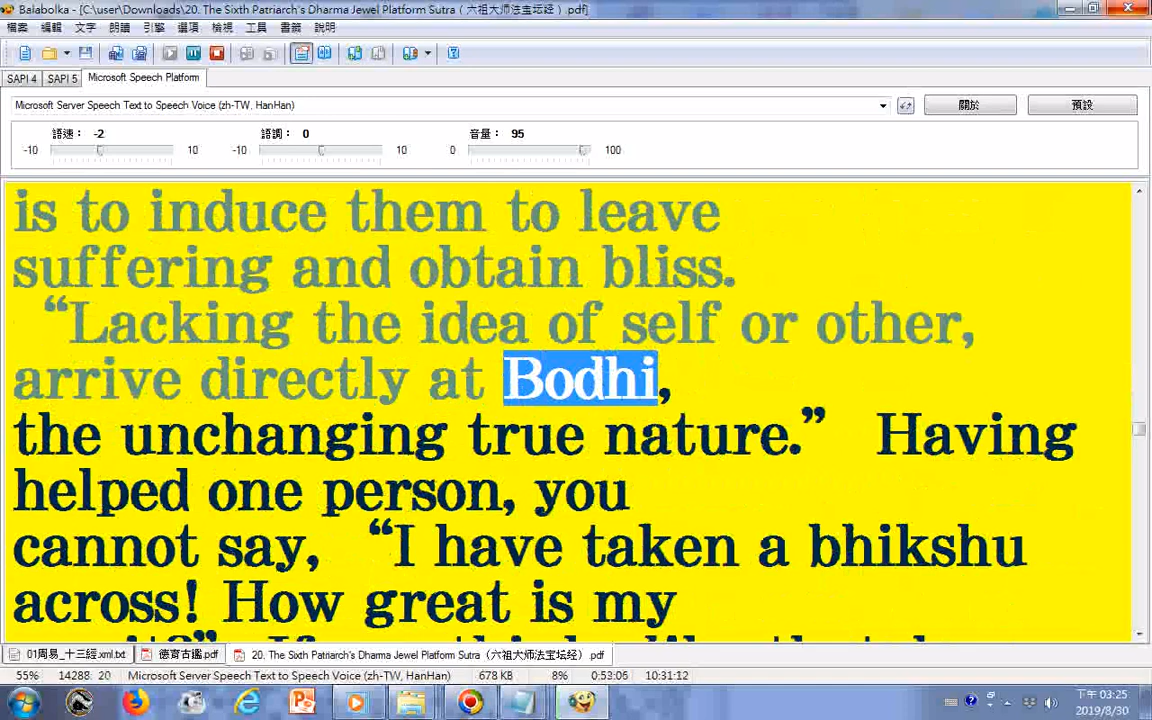 Balabolka - [C:\user\Downloads\20. The Sixth Patriarch's Dharma Jewel Platform Sutra（六祖大师法宝坛经）.pdf]
檔案 編輯 文字 朗讀 引擎 選項 檢視 工具 書籤 說明
SAPI 4 SAPI 5 Microsoft Speech Platform
Microsoft Server Speech Text to Speech Voice (zh-TW, HanHan) 關於 預設
語速： -2 語調： 0 音量： 95
-10 10 -10 10 0 100
is to induce them to leave
suffering and obtain bliss.
“Lacking the idea of self or other,
arrive directly at Bodhi,
the unchanging true nature.” Having
helped one person, you
cannot say, “I have taken a bhikshu
across! How great is my
01周易_十三經.xml.txt 德育古鑑.pdf 20. The Sixth Patriarch's Dharma Jewel Platform Sutra（六祖大师法宝坛经）.pdf
55% 14288: 20 Microsoft Server Speech Text to Speech Voice (zh-TW, HanHan) 678 KB 8% 0:53:06 10:31:12
下午 03:25
2019/8/30